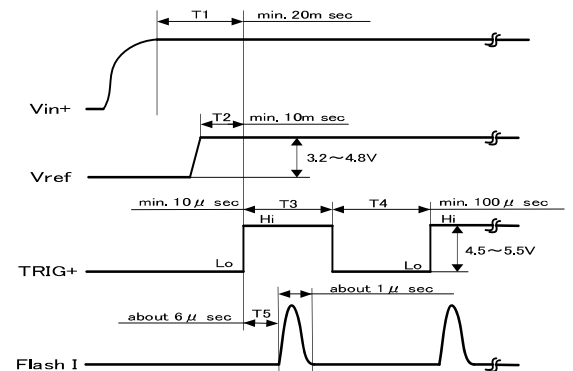 T1 min. 20m sec
Vin+
T2 min. 10m sec
3.2～4.8V
Vref
min. 10μ sec T3 T4 min. 100μ sec
Hi Hi
4.5～5.5V
TRIG+ Lo Lo
about 1μ sec
about 6μ sec T5
Flash I